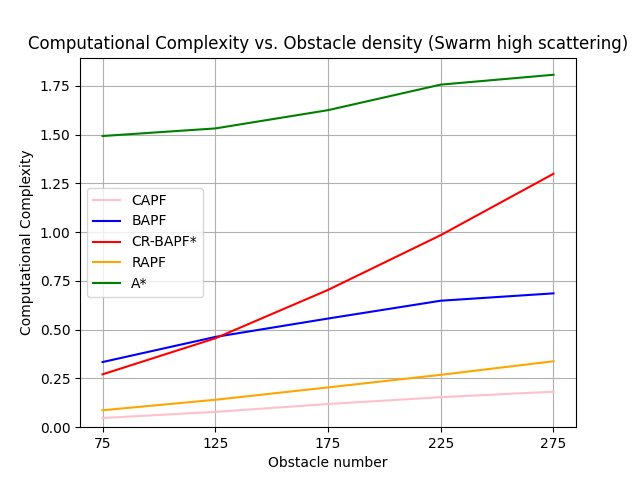 Computational Complexity vs. Obstacle density (Swarm high scattering)
Computational Complexity
1.75
1.50
1.25
1.00
0.75
0.50
0.25
0.00
CAPF
BAPF
CR-BAPF*
RAPF
A*
75
125
175
225
275
Obstacle number